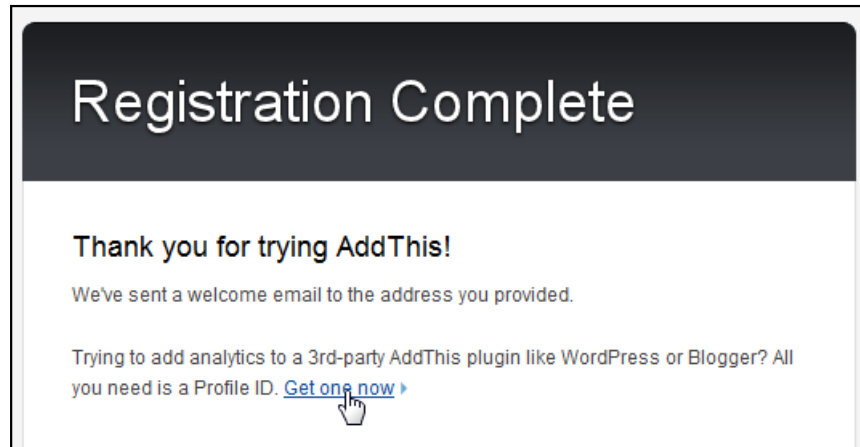 Registration Complete
Thank you for trying AddThis!
We've sent a welcome email to the address you provided.
Trying to add analytics to a 3rd-party AddThis plugin like WordPress or Blogger? All
you need is a Profile ID. Get one now